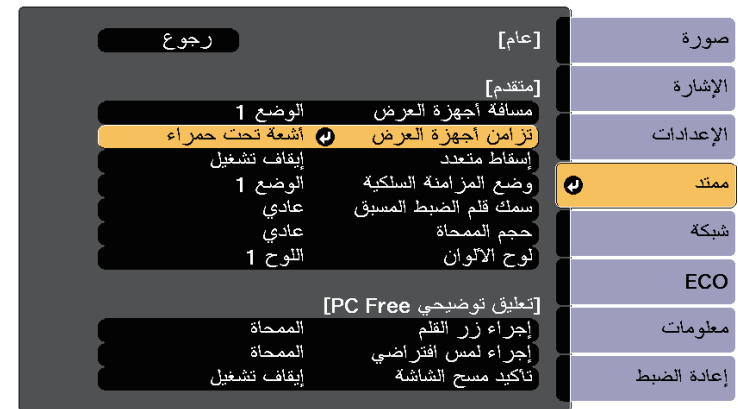 صورة
الإشارة
الإعدادات
ممتد
شبكة
ECO
معلومات
إعادة الضبط
[عام] رجوع
[متقدم]
مسافة أجهزة العرض الوضع 1
تزامن أجهزة العرض أشعة تحت حمراء
إسقاط متعدد إيقاف تشغيل
وضع المزامنة السلكية الوضع 1
سمك قلم الضبط المسبق عادي
حجم الممحاة عادي
لوح الألوان اللوح 1
[تعليق توضيحي PC Free]
إجراء زر القلم الممحاة
إجراء لمس افتراضي الممحاة
تأكيد مسح الشاشة إيقاف تشغيل